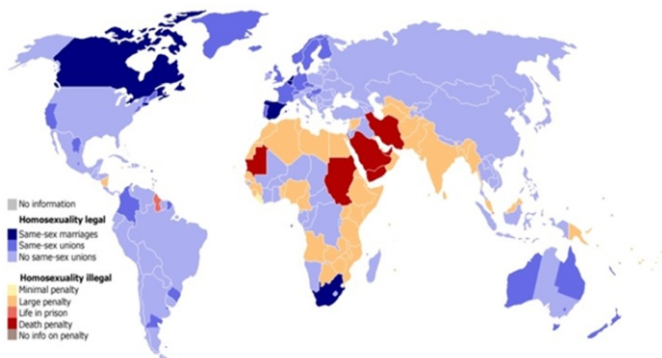 No information
Homosexuality legal
Same-sex marriages
Same-sex unions
No same-sex unions
Homosexuality illegal
Minimal penalty
Large penalty
Life in prison
Death penalty
No info on penalty